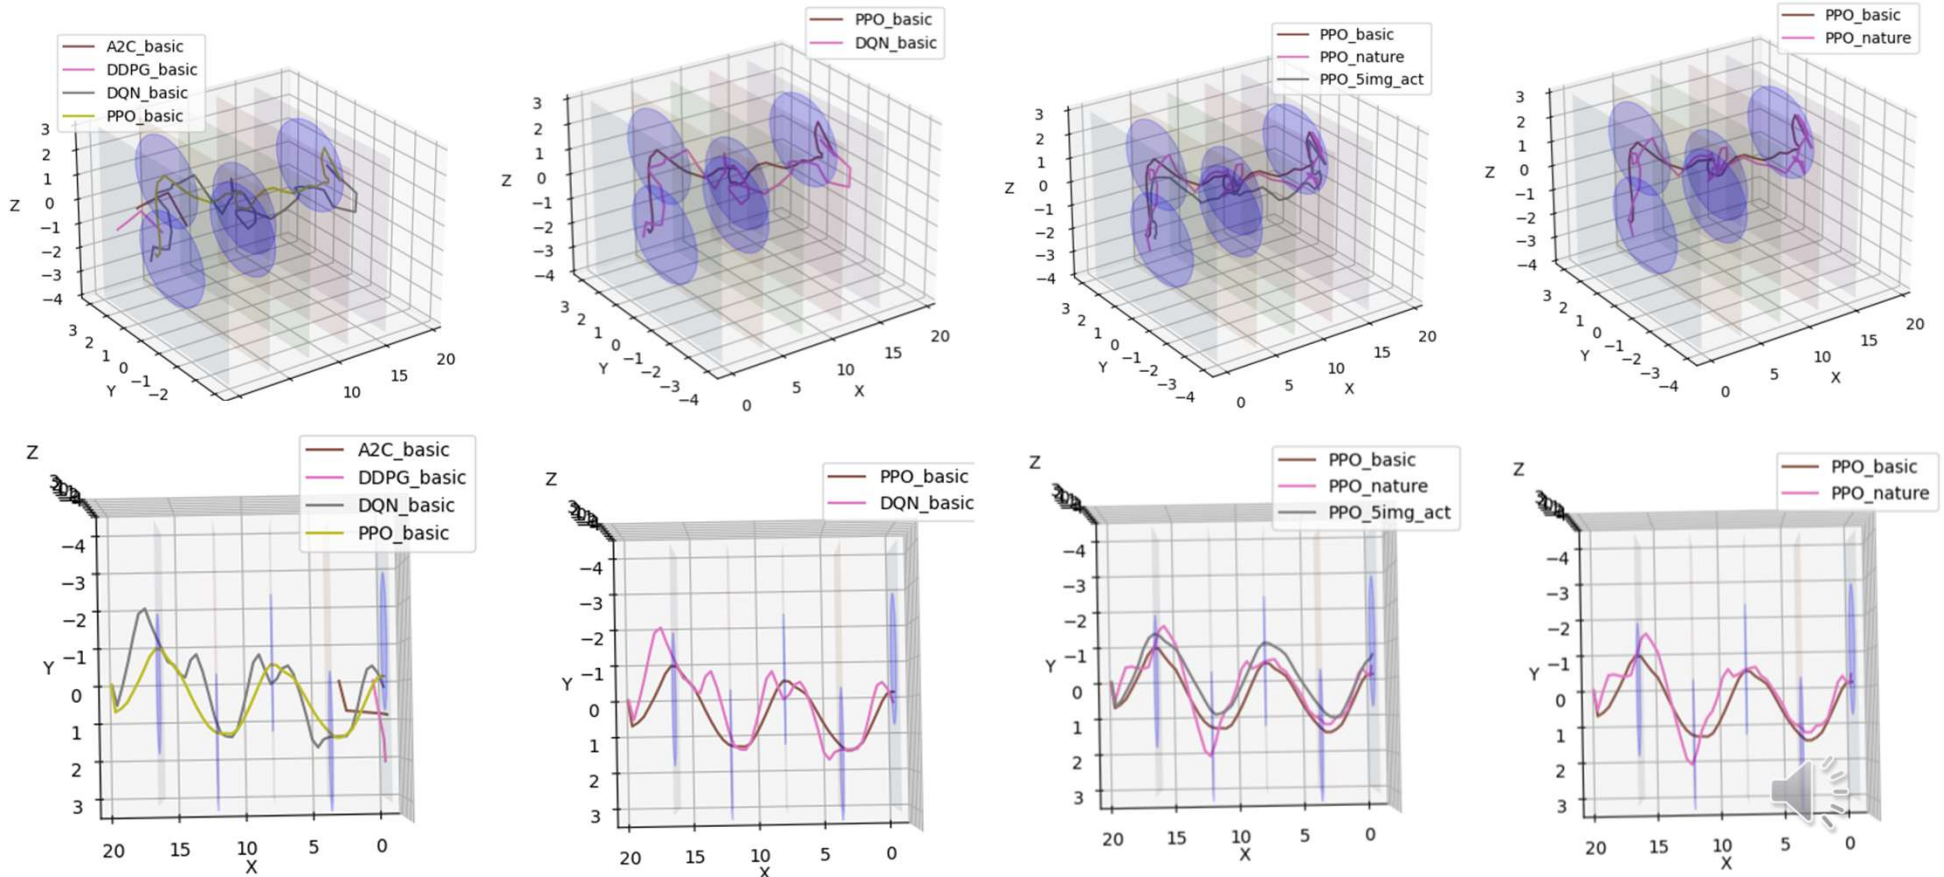 A2C_basic
DDPG_basic
DQN_basic
PPO_basic
3
2
1
0
−1
−2
−3
−4
Z
3
2
1
0
−1
−2
Y
10
15
20
PPO_basic
DQN_basic
3
2
1
0
−1
−2
−3
−4
Z
3
2
1
0
−1
−2
−3
−4
Y
0
5
10
15
20
X
PPO_basic
PPO_nature
PPO_5img_act
3
2
1
0
−1
−2
−3
−4
Z
3
2
1
0
−1
−2
−3
−4
Y
0
5
10
15
20
X
PPO_basic
PPO_nature
3
2
1
0
−1
−2
−3
−4
Z
3
2
1
0
−1
−2
−3
−4
Y
0
5
10
15
20
X
A2C_basic
DDPG_basic
DQN_basic
PPO_basic
Z
−4
−3
−2
−1
0
1
2
3
Y
20 15 10 5 0
X
PPO_basic
DQN_basic
Z
−4
−3
−2
−1
0
1
2
3
Y
20 15 10 5 0
X
PPO_basic
PPO_nature
PPO_5img_act
Z
−4
−3
−2
−1
0
1
2
3
Y
20 15 10 5 0
X
PPO_basic
PPO_nature
Z
−4
−3
−2
−1
0
1
2
3
Y
20 15 10 5 0
X